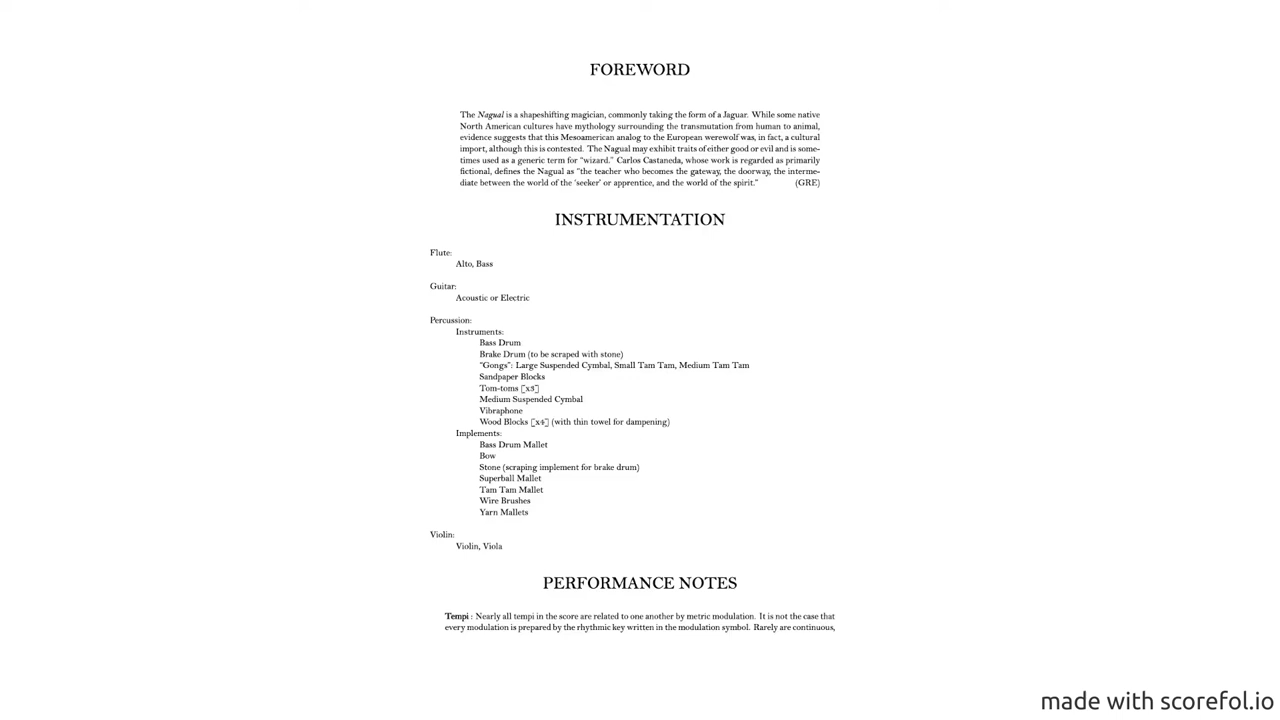 FOREWORD
The Nagual is a shapeshifting magician, commonly taking the form of a Jaguar. While some native
North American cultures have mythology surrounding the transmutation from human to animal,
evidence suggests that this Mesoamerican analog to the European werewolf was, in fact, a cultural
import, although this is contested. The Nagual may exhibit traits of either good or evil and is some-
times used as a generic term for “wizard.” Carlos Castaneda, whose work is regarded as primarily
fictional, defines the Nagual as “the teacher who becomes the gateway, the doorway, the interme-
diate between the world of the ‘seeker’ or apprentice, and the world of the spirit.” (GRE)
INSTRUMENTATION
Flute:
Alto, Bass
Guitar:
Acoustic or Electric
Percussion:
Instruments:
Bass Drum
Brake Drum (to be scraped with stone)
“Gongs”: Large Suspended Cymbal, Small Tam Tam, Medium Tam Tam
Sandpaper Blocks
Tom-toms [x3]
Medium Suspended Cymbal
Vibraphone
Wood Blocks [x4] (with thin towel for dampening)
Implements:
Bass Drum Mallet
Bow
Stone (scraping implement for brake drum)
Superball Mallet
Tam Tam Mallet
Wire Brushes
Yarn Mallets
Violin:
Violin, Viola
PERFORMANCE NOTES
Tempi : Nearly all tempi in the score are related to one another by metric modulation. It is not the case that
every modulation is prepared by the rhythmic key written in the modulation symbol. Rarely are continuous,
made with scorefol.io